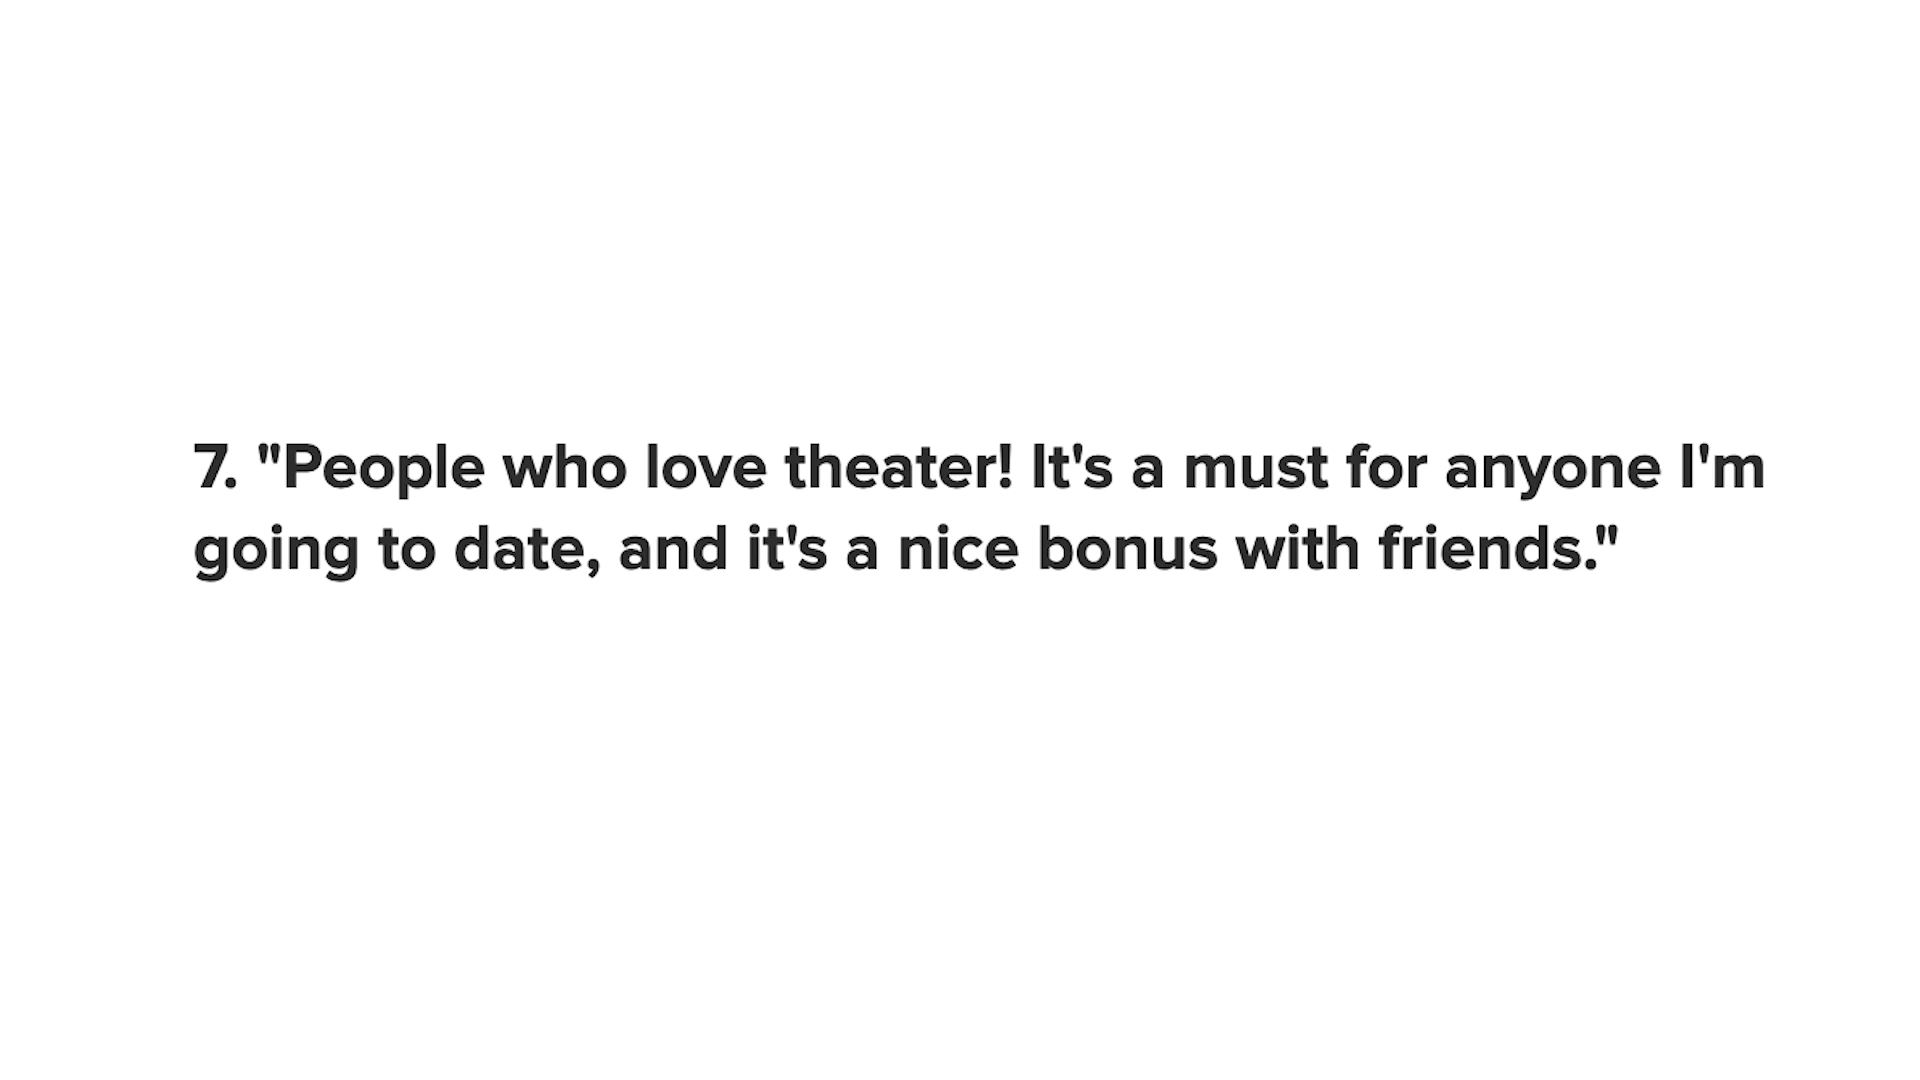 7. "People who love theater! It's a must for anyone I'm
going to date, and it's a nice bonus with friends."